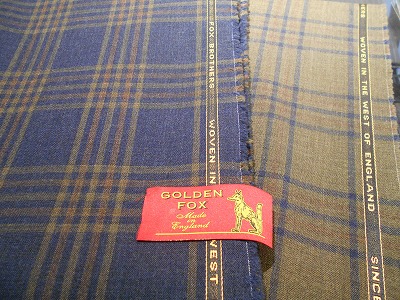 FOX BROTHERS
WOVEN IN
WEST
WOVEN IN THE WEST OF ENGLAND
SINCE
GOLDEN
FOX
Made
in
England